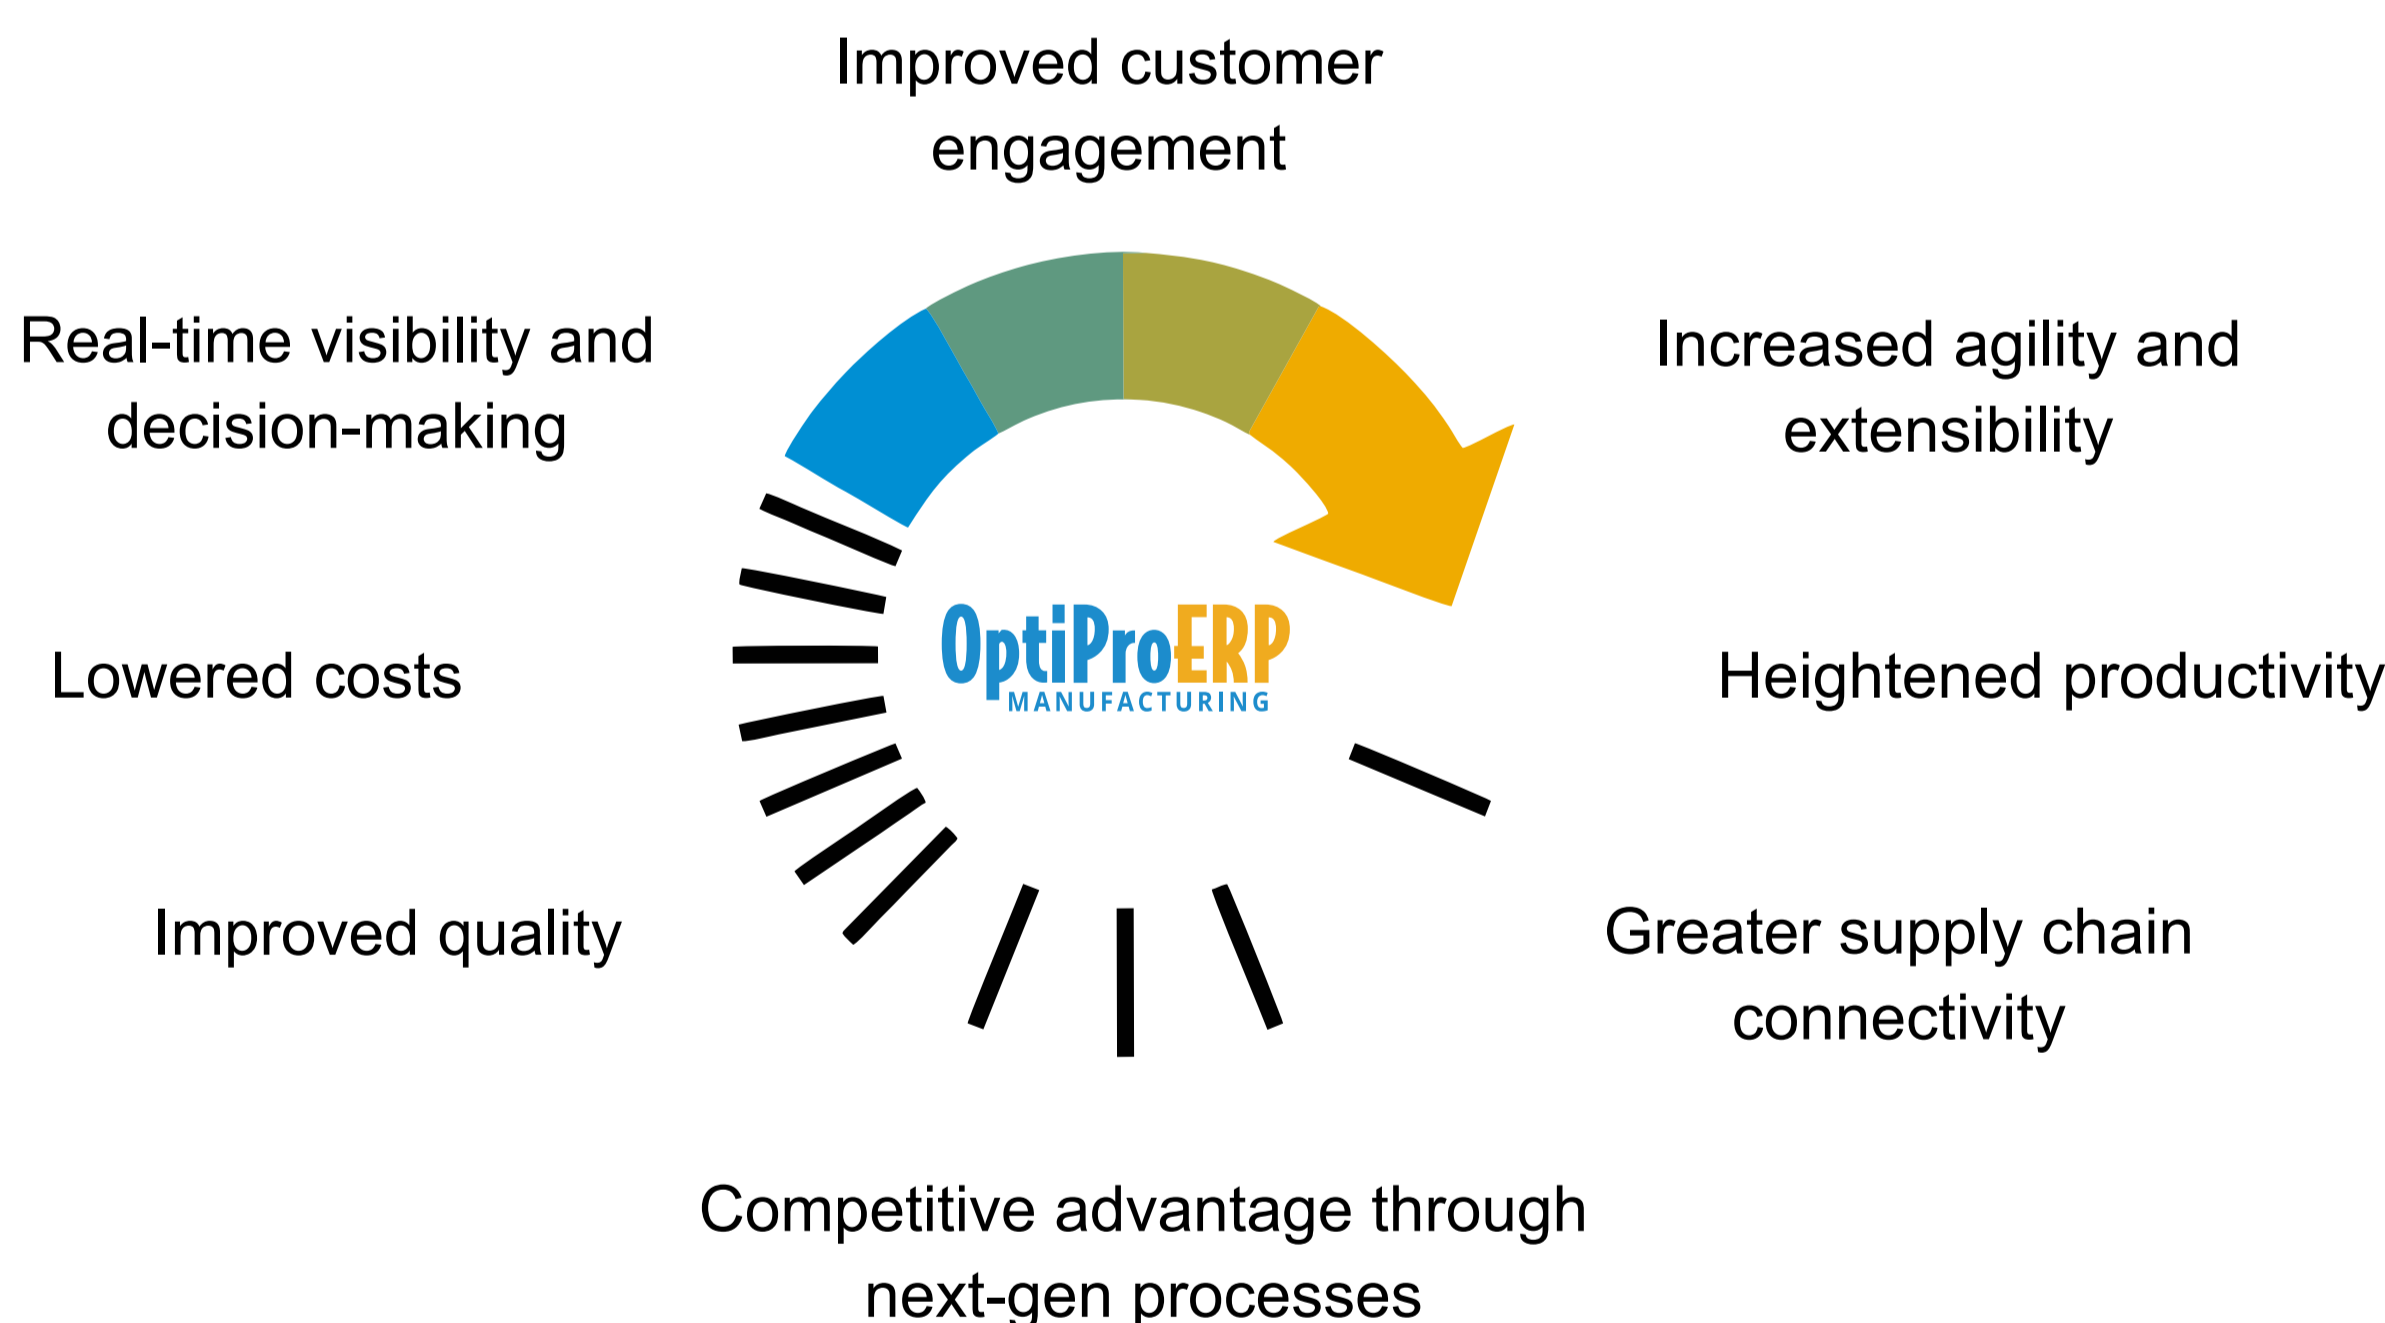 Improved customer
engagement
Real-time visibility and
decision-making
Increased agility and
extensibility
OptiProERP
MANUFACTURING
Lowered costs
Heightened productivity
Improved quality
Greater supply chain
connectivity
Competitive advantage through
next-gen processes